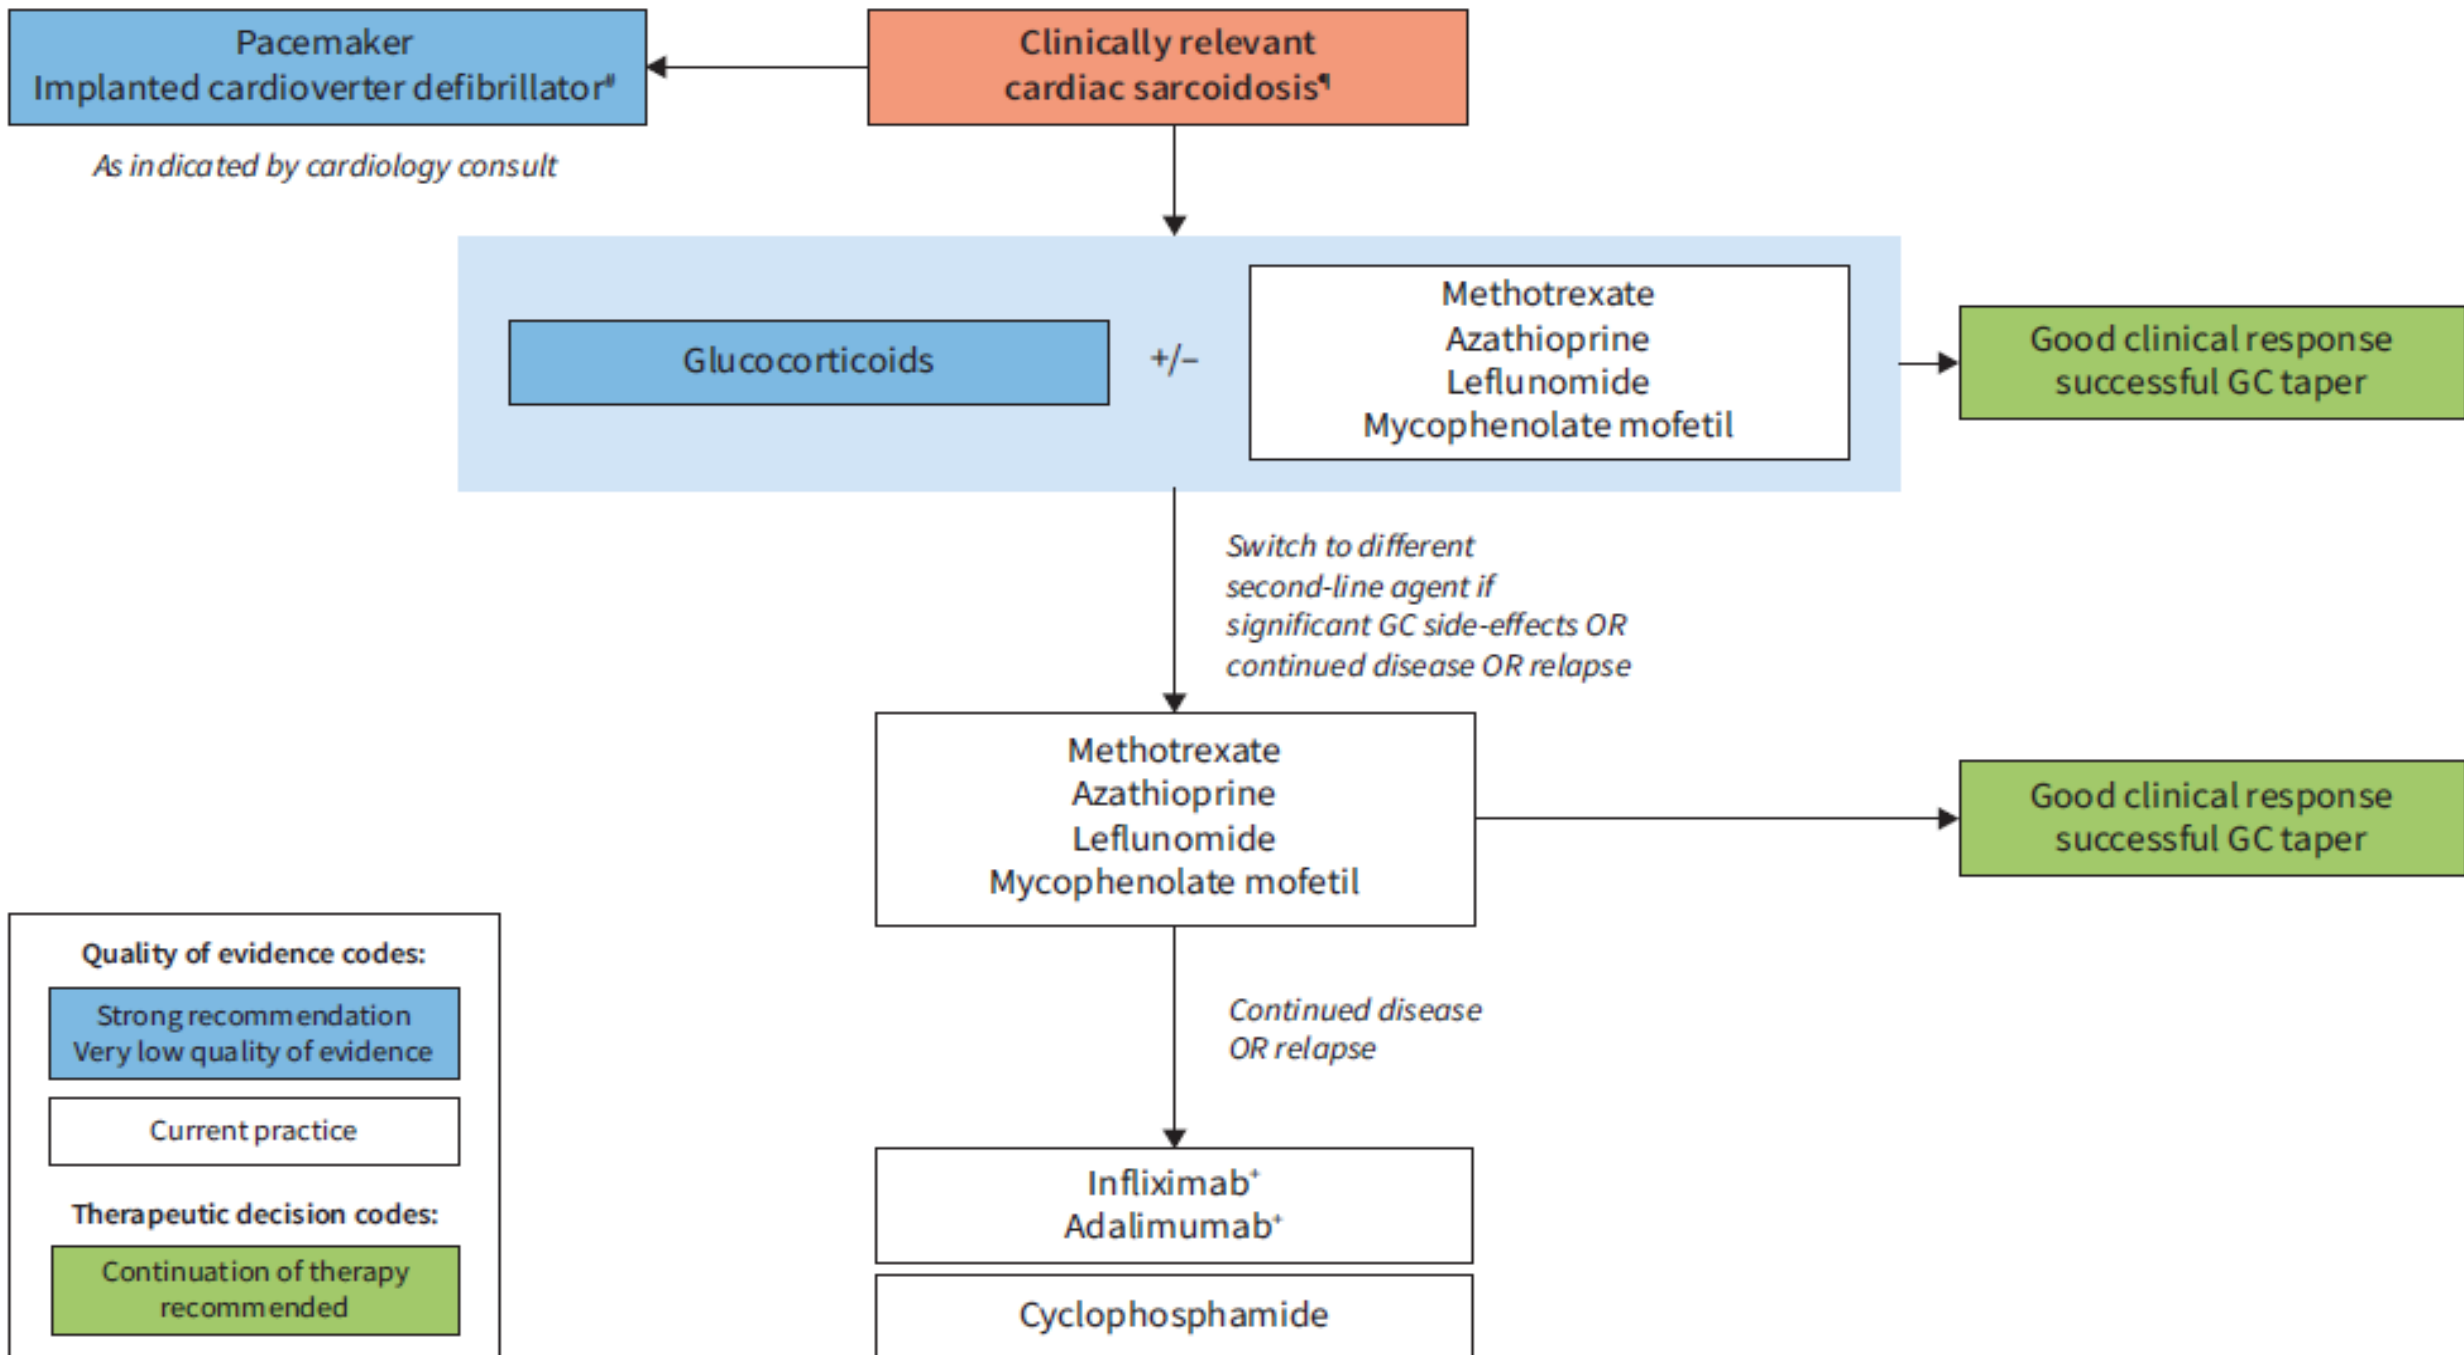 Pacemaker
Implanted cardioverter defibrillator#
Clinically relevant
cardiac sarcoidosis¶
As indicated by cardiology consult
Glucocorticoids
+/–
Methotrexate
Azathioprine
Leflunomide
Mycophenolate mofetil
Good clinical response
successful GC taper
Switch to different
second-line agent if
significant GC side-effects OR
continued disease OR relapse
Methotrexate
Azathioprine
Leflunomide
Mycophenolate mofetil
Good clinical response
successful GC taper
Continued disease
OR relapse
Infliximab+
Adalimumab+
Cyclophosphamide
Quality of evidence codes:
Strong recommendation
Very low quality of evidence
Current practice
Therapeutic decision codes:
Continuation of therapy
recommended